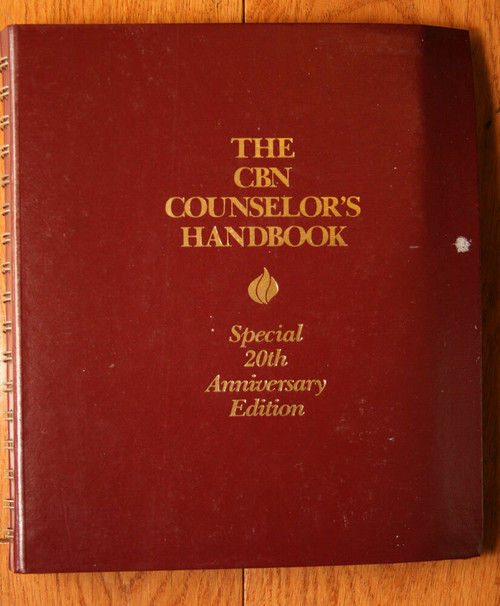 THE
CBN
COUNSELOR'S
HANDBOOK
Special
20th
Anniversary
Edition